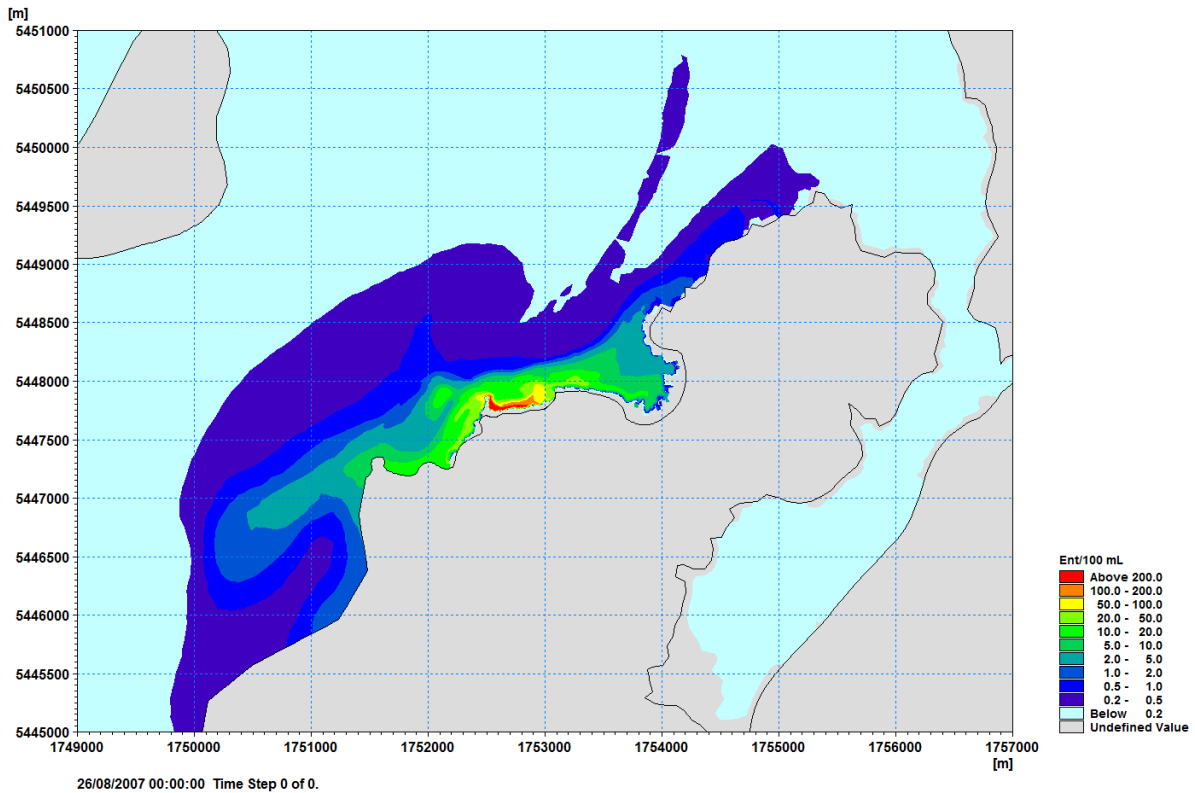 [m]
5451000
5450500
5450000
5449500
5449000
5448500
5448000
5447500
5447000
5446500
5446000
5445500
5445000
1749000 1750000 1751000 1752000 1753000 1754000 1755000 1756000 1757000
[m]
Ent/100 mL
Above 200.0
100.0 - 200.0
50.0 - 100.0
20.0 - 50.0
10.0 - 20.0
5.0 - 10.0
2.0 - 5.0
1.0 - 2.0
0.5 - 1.0
0.2 - 0.5
Below 0.2
Undefined Value
26/08/2007 00:00:00 Time Step 0 of 0.